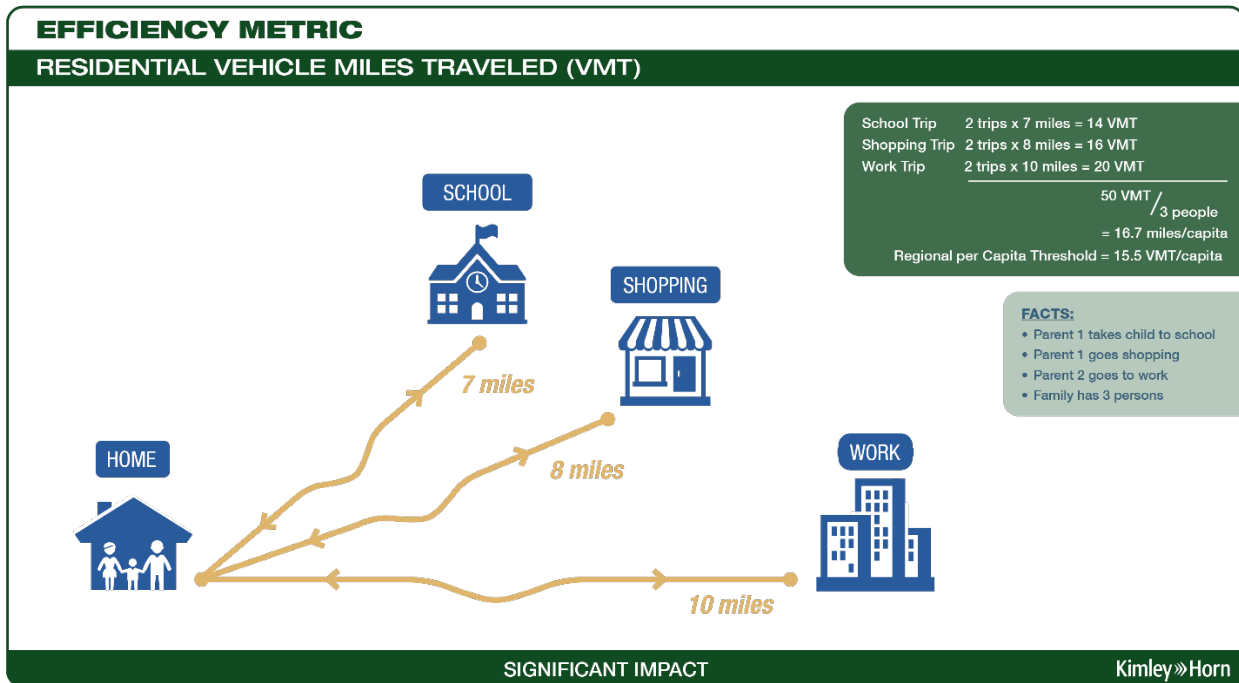 EFFICIENCY METRIC
RESIDENTIAL VEHICLE MILES TRAVELED (VMT)
School Trip 2 trips x 7 miles = 14 VMT
Shopping Trip 2 trips x 8 miles = 16 VMT
Work Trip 2 trips x 10 miles = 20 VMT
50 VMT / 3 people
= 16.7 miles/capita
Regional per Capita Threshold = 15.5 VMT/capita
FACTS:
• Parent 1 takes child to school
• Parent 1 goes shopping
• Parent 2 goes to work
• Family has 3 persons
SCHOOL
SHOPPING
7 miles
HOME
8 miles
WORK
10 miles
SIGNIFICANT IMPACT
Kimley»Horn